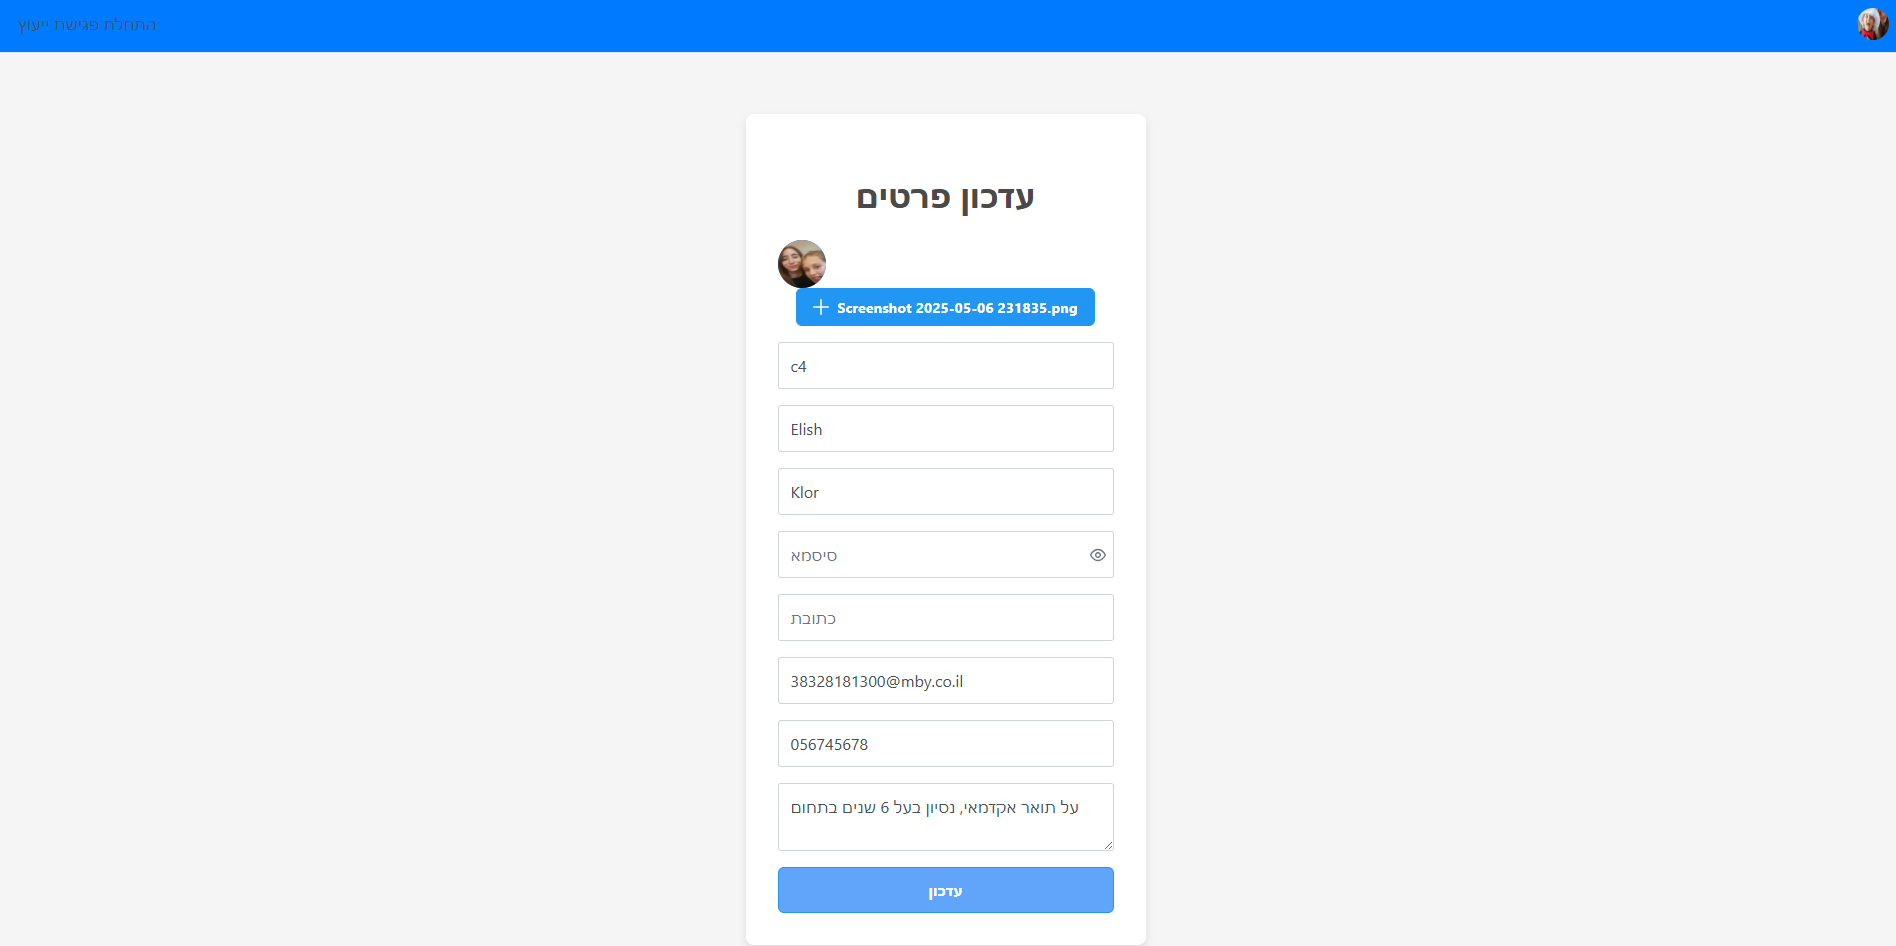 התחלת פגישת ייעוץ
עדכון פרטים
Screenshot 2025-05-06 231835.png
c4
Elish
Klor
סיסמא
כתובת
38328181300@mby.co.il
056745678
על תואר אקדמאי, נסיון בעל 6 שנים בתחום
עדכון